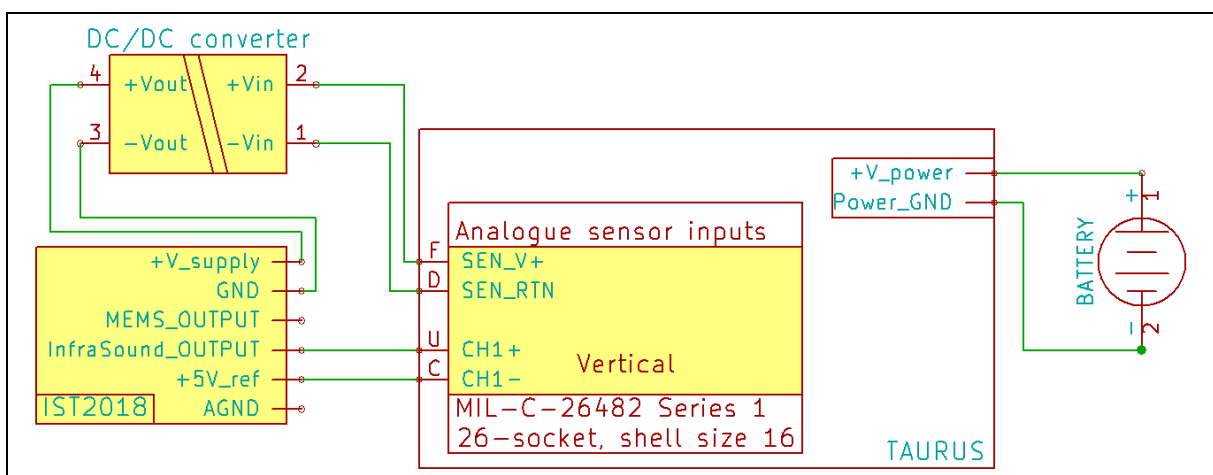 DC/DC converter
4 +Vout +Vin 2
3 -Vout -Vin 1
+V_power
Power_GND
+ 1
BATTERY
- 2
Analogue sensor inputs
+V_supply
GND
MEMS_OUTPUT
InfraSound_OUTPUT
+5V_ref
AGND
IST2018
F SEN_V+
D SEN_RTN
U CH1+
C CH1-
Vertical
MIL-C-26482 Series 1
26-socket, shell size 16
TAURUS